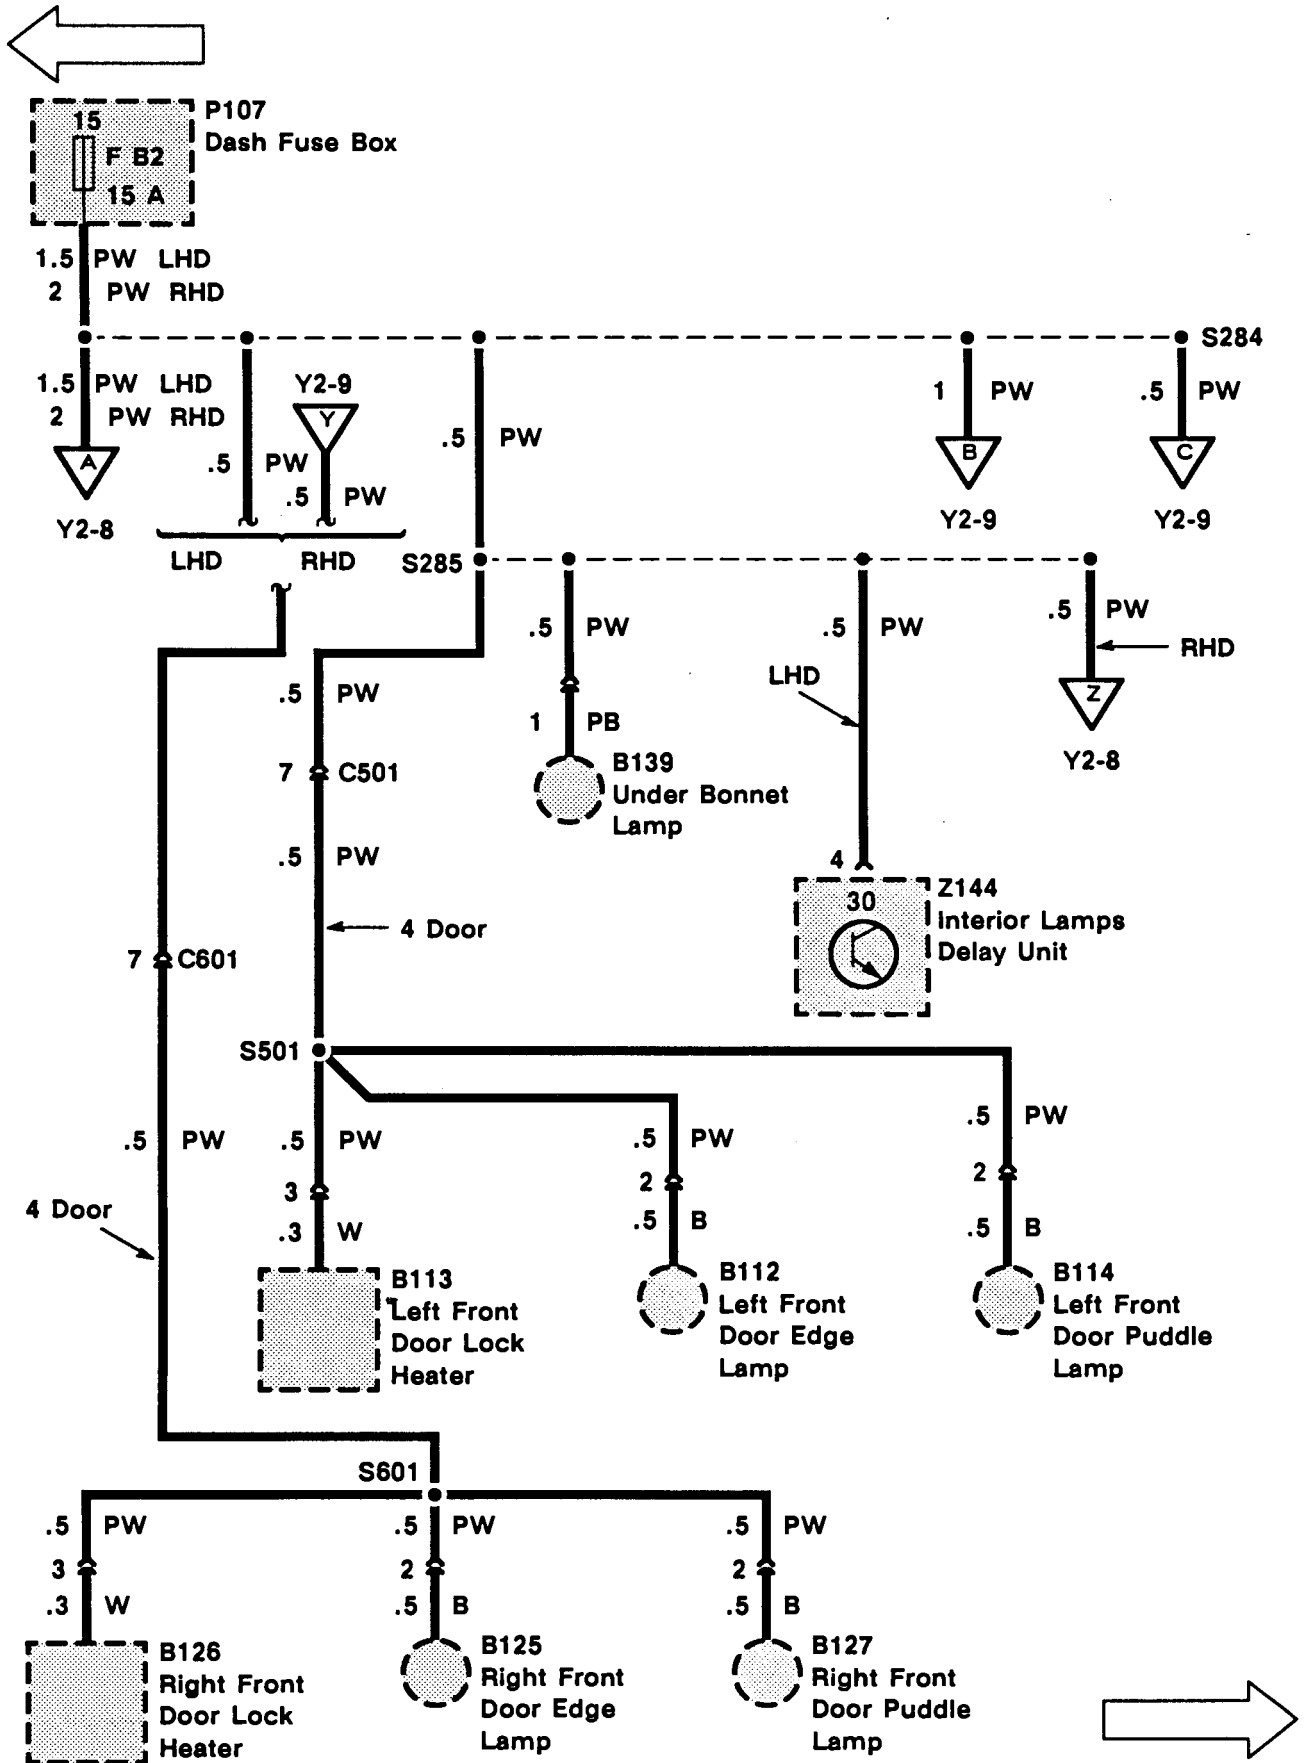 P107
Dash Fuse Box
15
F B2
15 A
1.5 PW LHD
2 PW RHD
S284
1.5 PW LHD
2 PW RHD
A
Y2-8
.5 PW
Y2-9
Y
.5 PW
LHD RHD
.5 PW
1 PW
B
Y2-9
.5 PW
C
Y2-9
S285
.5 PW
1 PB
B139
Under Bonnet
Lamp
.5 PW
LHD
4
30
Z144
Interior Lamps
Delay Unit
.5 PW
RHD
Z
Y2-8
.5 PW
7 C501
.5 PW
4 Door
7 C601
S501
.5 PW
4 Door
.5 PW
3
.3 W
B113
Left Front
Door Lock
Heater
.5 PW
2
.5 B
B112
Left Front
Door Edge
Lamp
.5 PW
2
.5 B
B114
Left Front
Door Puddle
Lamp
S601
.5 PW
3
.3 W
B126
Right Front
Door Lock
Heater
.5 PW
2
.5 B
B125
Right Front
Door Edge
Lamp
.5 PW
2
.5 B
B127
Right Front
Door Puddle
Lamp